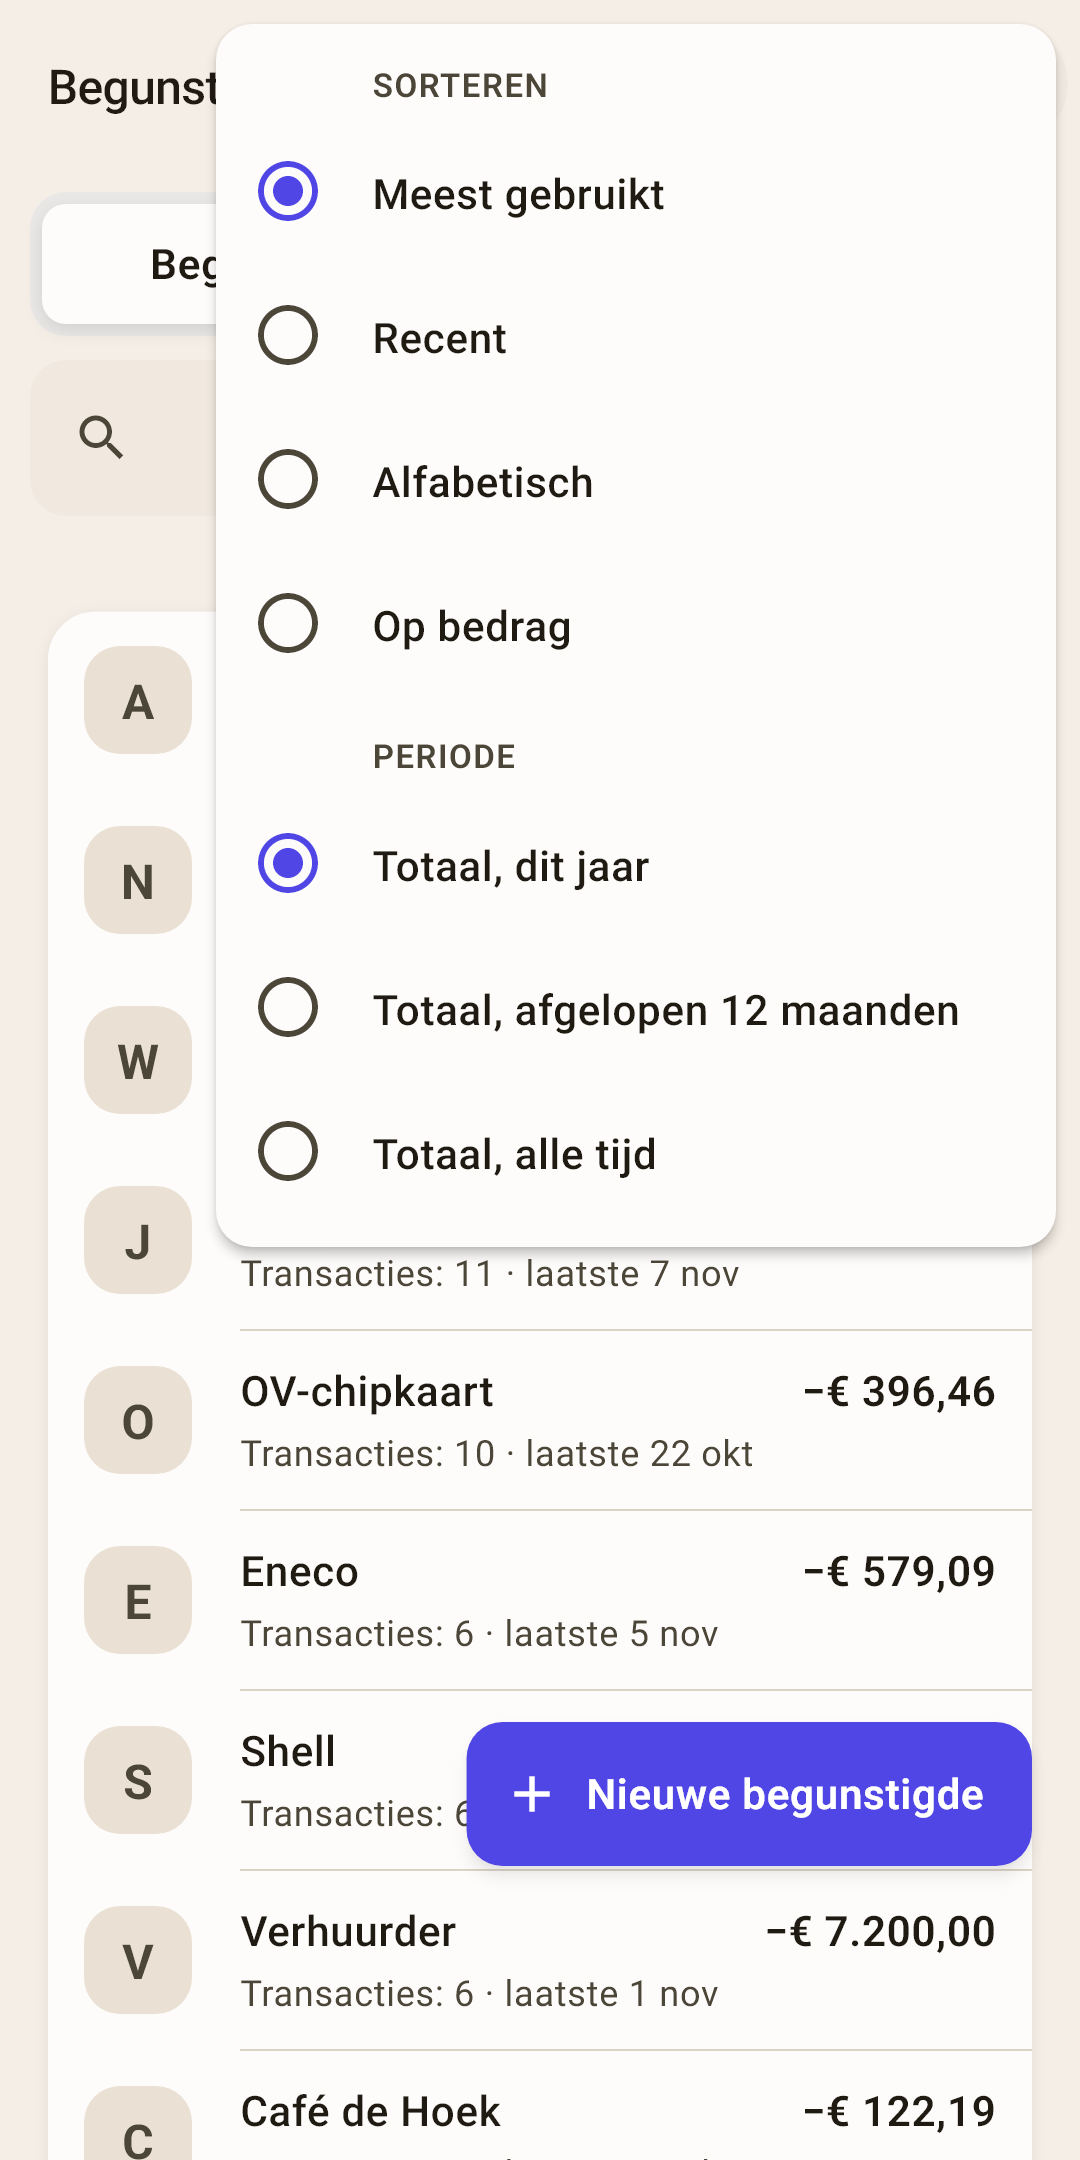 SORTEREN
Meest gebruikt
Recent
Alfabetisch
Op bedrag
PERIODE
Totaal, dit jaar
Totaal, afgelopen 12 maanden
Totaal, alle tijd
A
N
W
J
Transacties: 11 · laatste 7 nov
O
OV-chipkaart
−€ 396,46
Transacties: 10 · laatste 22 okt
E
Eneco
−€ 579,09
Transacties: 6 · laatste 5 nov
S
Shell
Transacties:
+ Nieuwe begunstigde
V
Verhuurder
−€ 7.200,00
Transacties: 6 · laatste 1 nov
C
Café de Hoek
−€ 122,19